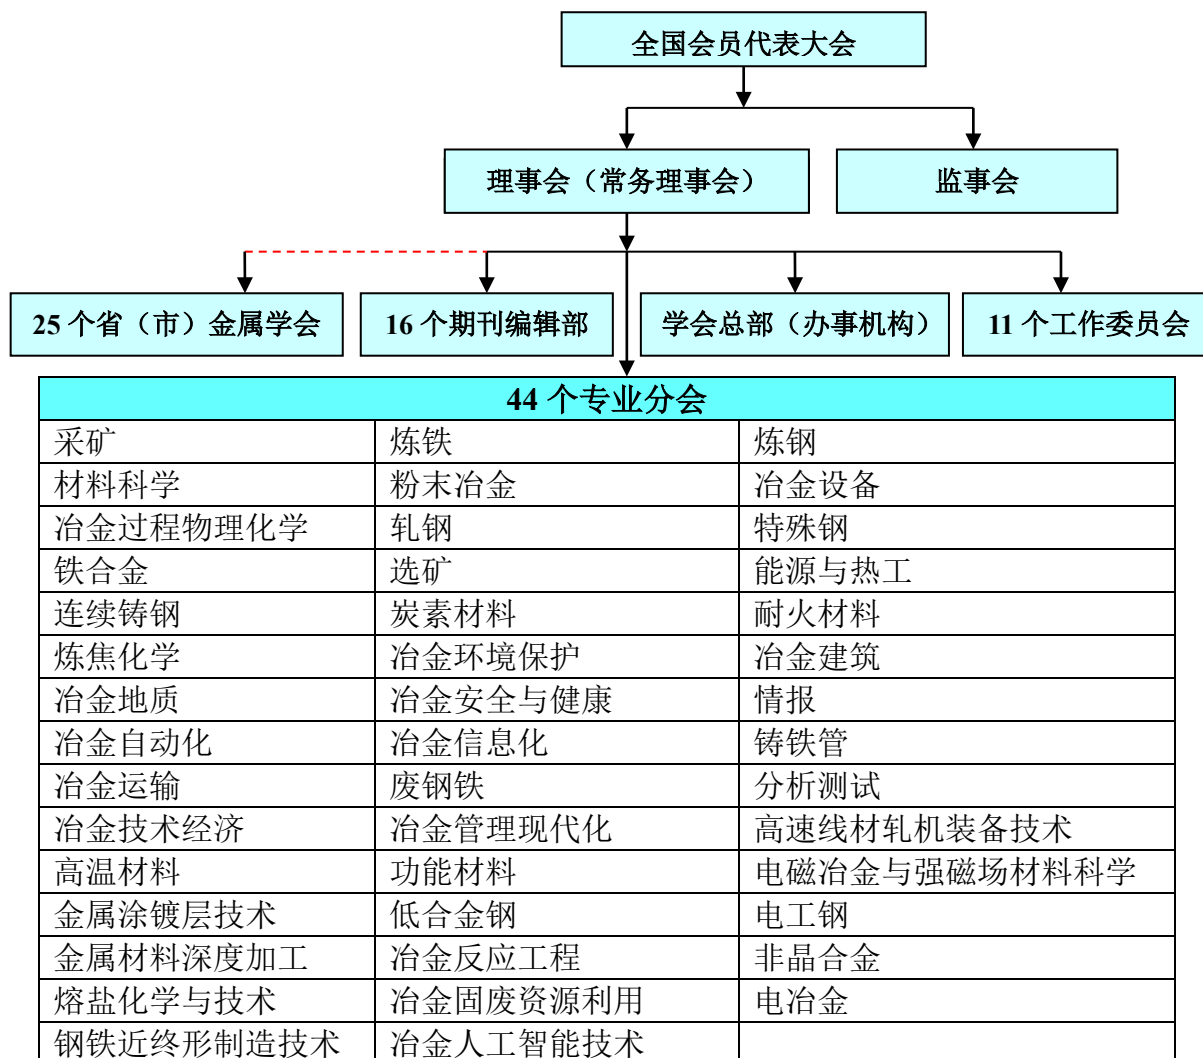 全国会员代表大会
理事会（常务理事会）
监事会
25 个省（市）金属学会
16 个期刊编辑部
学会总部（办事机构）
11 个工作委员会
44 个专业分会
采矿
炼铁
炼钢
材料科学
粉末冶金
冶金设备
冶金过程物理化学
轧钢
特殊钢
铁合金
选矿
能源与热工
连续铸钢
炭素材料
耐火材料
炼焦化学
冶金环境保护
冶金建筑
冶金地质
冶金安全与健康
情报
冶金自动化
冶金信息化
铸铁管
冶金运输
废钢铁
分析测试
冶金技术经济
冶金管理现代化
高速线材轧机装备技术
高温材料
功能材料
电磁冶金与强磁场材料科学
金属涂镀层技术
低合金钢
电工钢
金属材料深度加工
冶金反应工程
非晶合金
熔盐化学与技术
冶金固废资源利用
电冶金
钢铁近终形制造技术
冶金人工智能技术